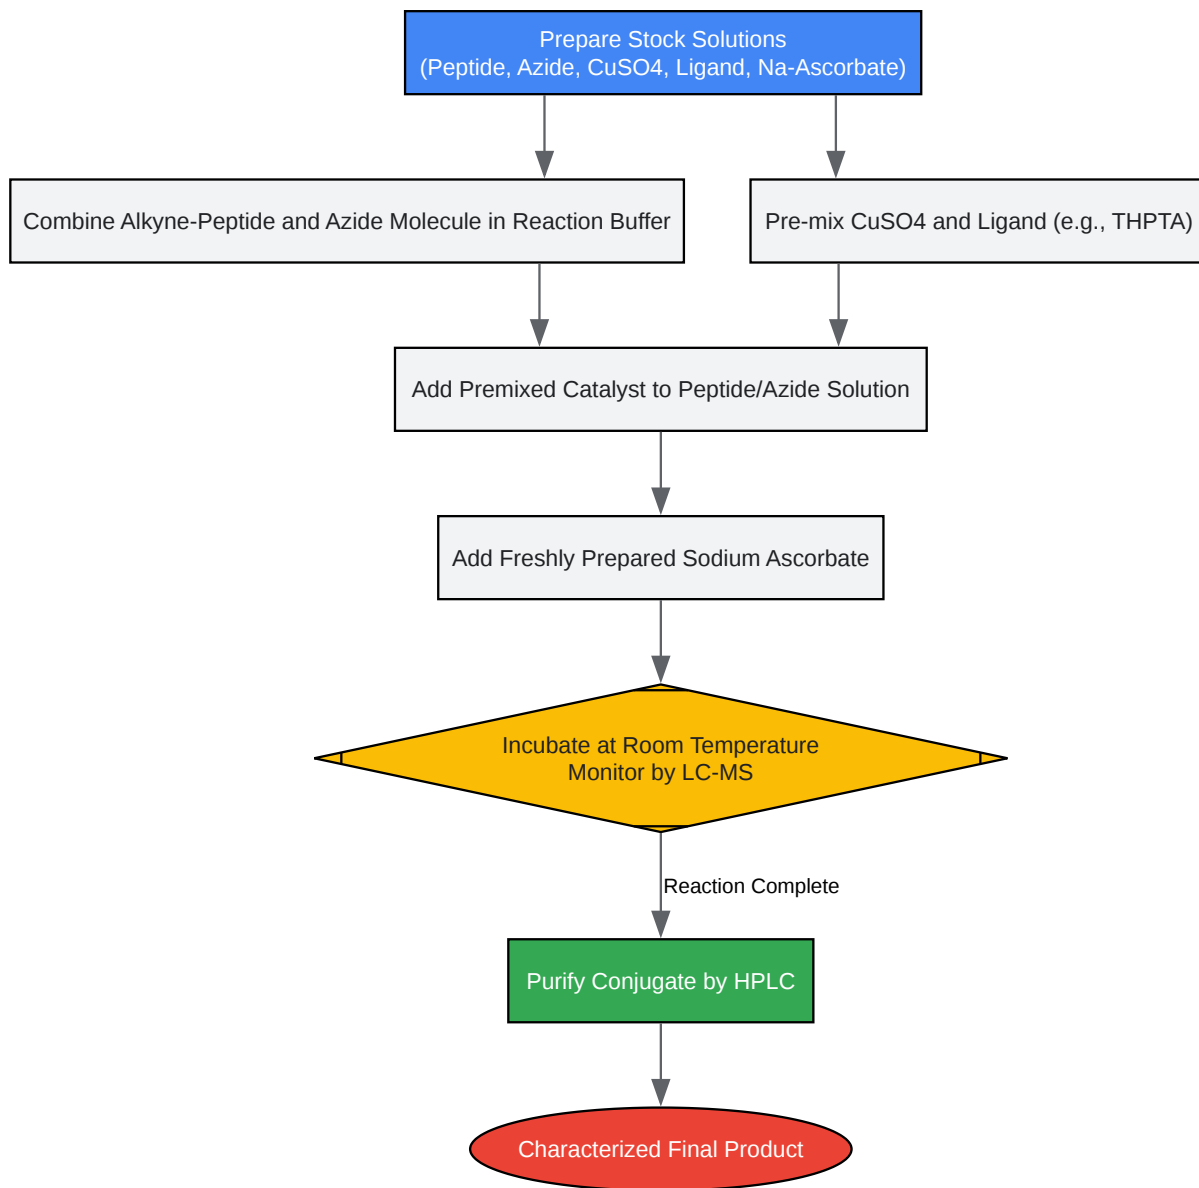 Prepare Stock Solutions
(Peptide, Azide, CuSO4, Ligand, Na-Ascorbate)
Combine Alkyne-Peptide and Azide Molecule in Reaction Buffer
Pre-mix CuSO4 and Ligand (e.g., THPTA)
Add Premixed Catalyst to Peptide/Azide Solution
Add Freshly Prepared Sodium Ascorbate
Incubate at Room Temperature
Monitor by LC-MS
Reaction Complete
Purify Conjugate by HPLC
Characterized Final Product